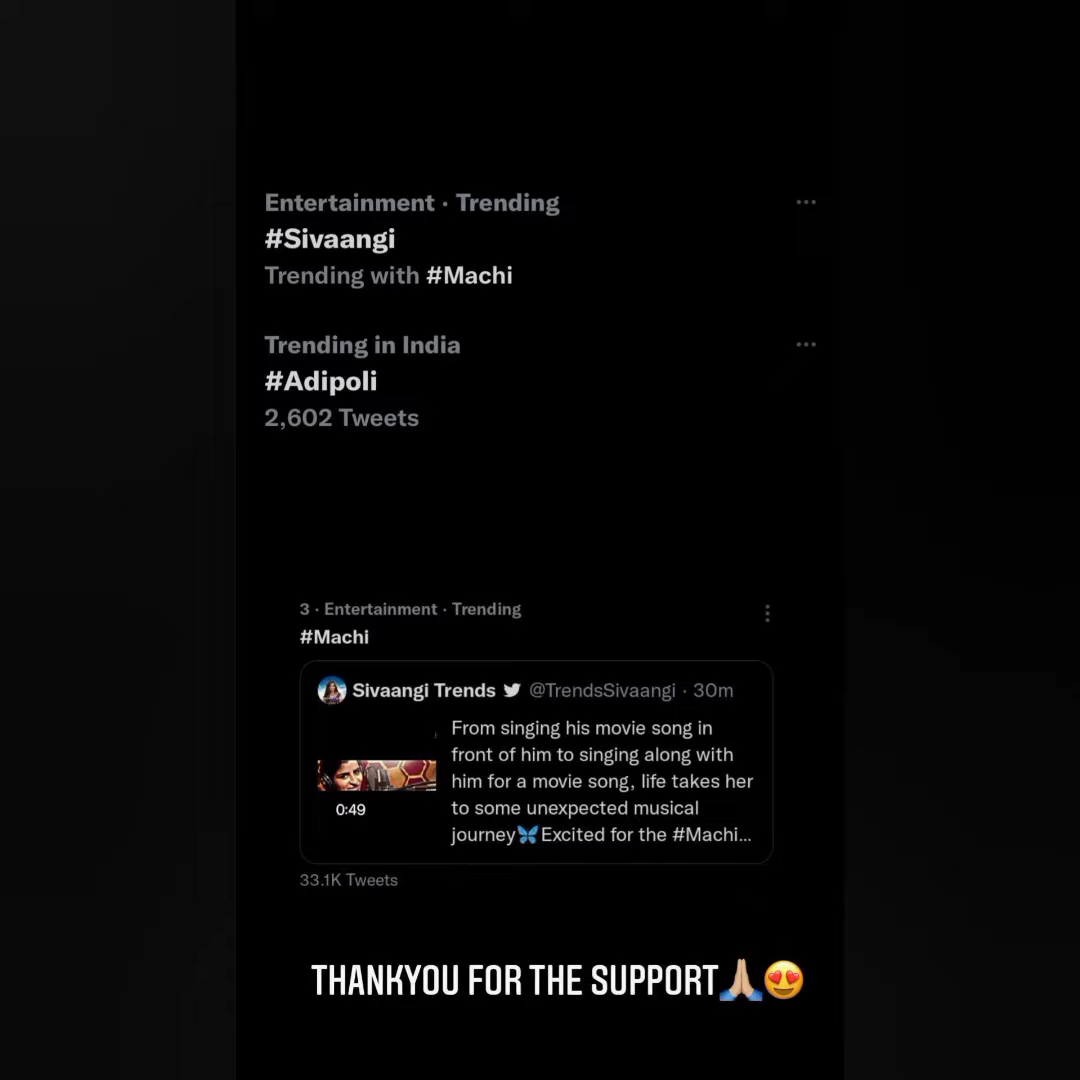 Entertainment · Trending
#Sivaangi
Trending with #Machi
Trending in India
#Adipoli
2,602 Tweets
3 · Entertainment · Trending
#Machi
Sivaangi Trends @TrendsSivaangi · 30m
From singing his movie song in
front of him to singing along with
him for a movie song, life takes her
to some unexpected musical
journey🦋Excited for the #Machi...
0:49
33.1K Tweets
THANKYOU FOR THE SUPPORT🙏🏼😍